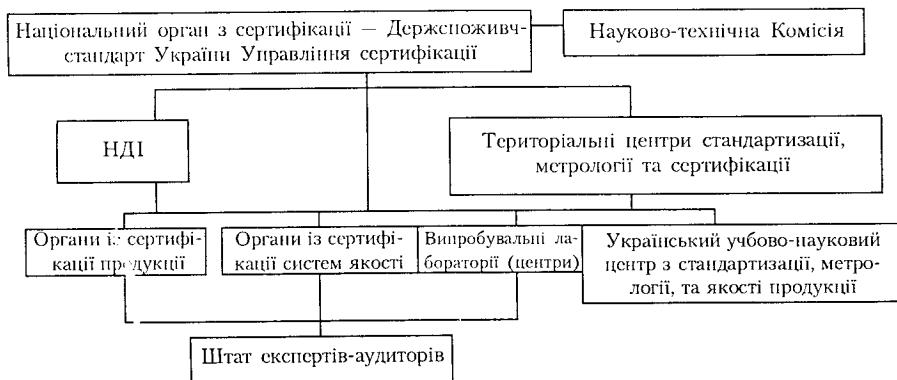 Національний орган з сертифікації — Держспоживч-
стандарт України Управління сертифікації
Науково-технічна Комісія
НДІ
Територіальні центри стандартизації,
метрології та сертифікації
Органи із сертифі-
кації продукції
Органи із сертифі-
кації систем якості
Випробувальні ла-
бораторії (центри)
Український учбово-науковий
центр з стандартизації, метро-
логії, та якості продукції
Штат експертів-аудиторів